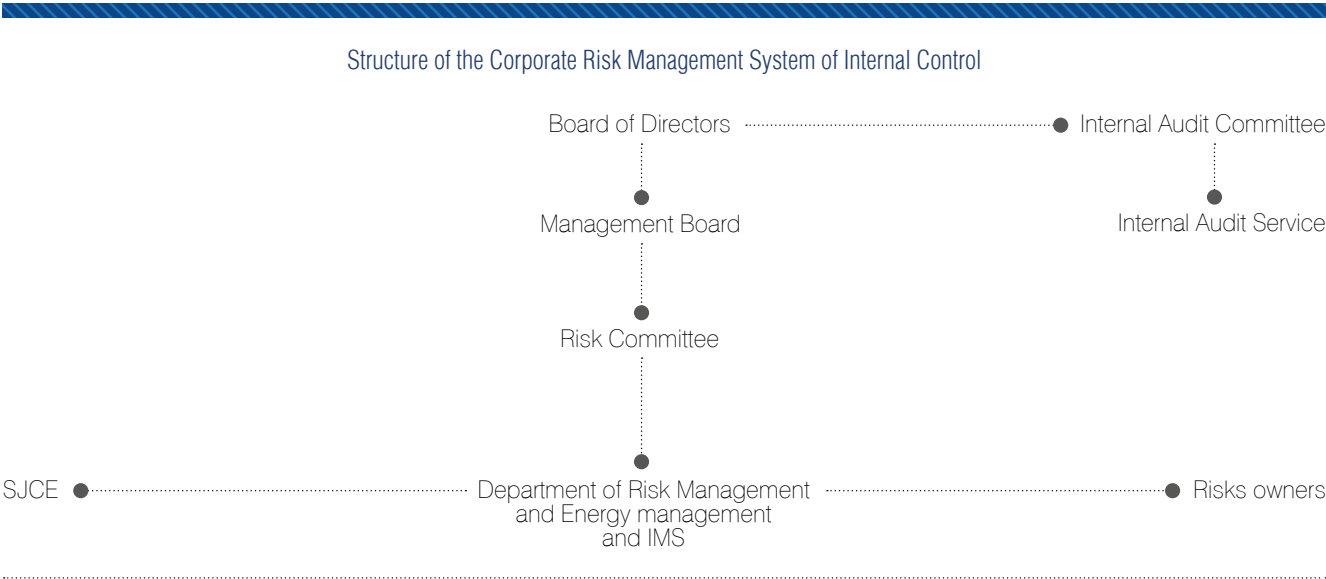 Structure of the Corporate Risk Management System of Internal Control
Board of Directors
Internal Audit Committee
Management Board
Internal Audit Service
Risk Committee
SJCE
Department of Risk Management
and Energy management
and IMS
Risks owners